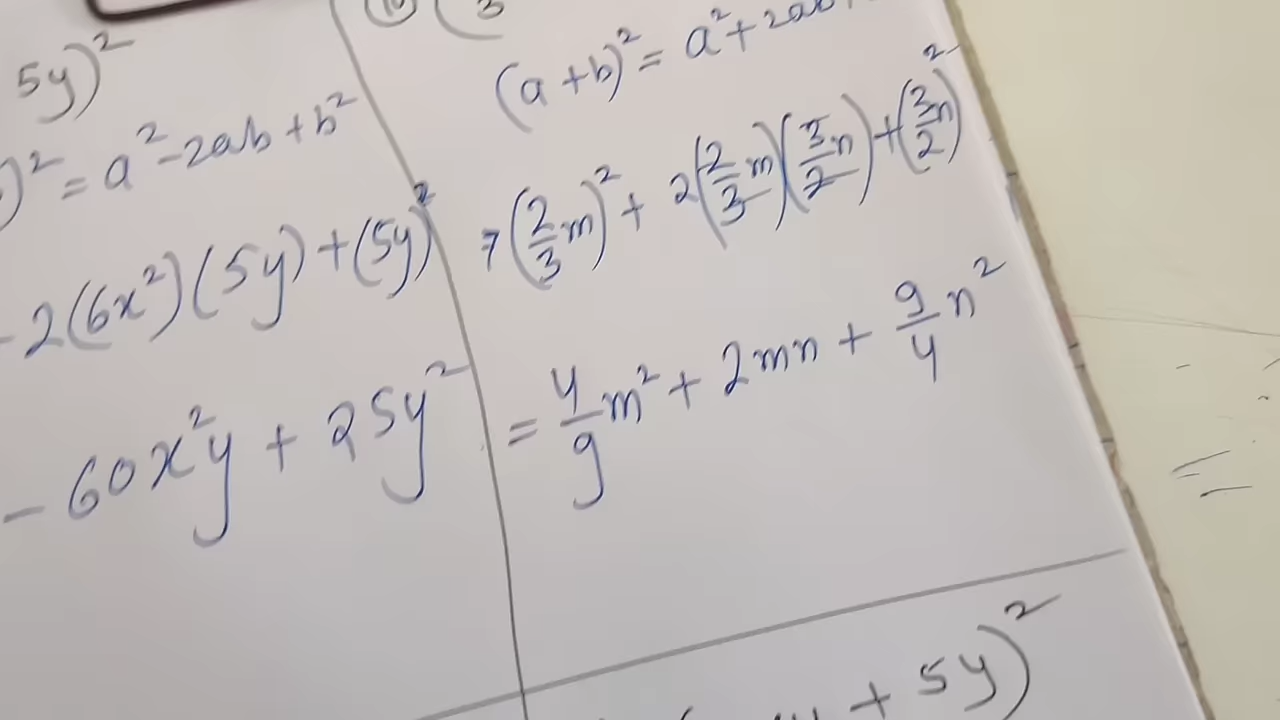 5y)²
)² = a² - 2ab + b²
- 2(6x²)(5y) + (5y)²
- 60x²y + 25y²
(a + b)² = a² + 2ab
= (2/3 m)² + 2(2/3 m)(3/2 n) + (3/2 n)²
= 4/9 m² + 2mn + 9/4 n²
+ 5y)²